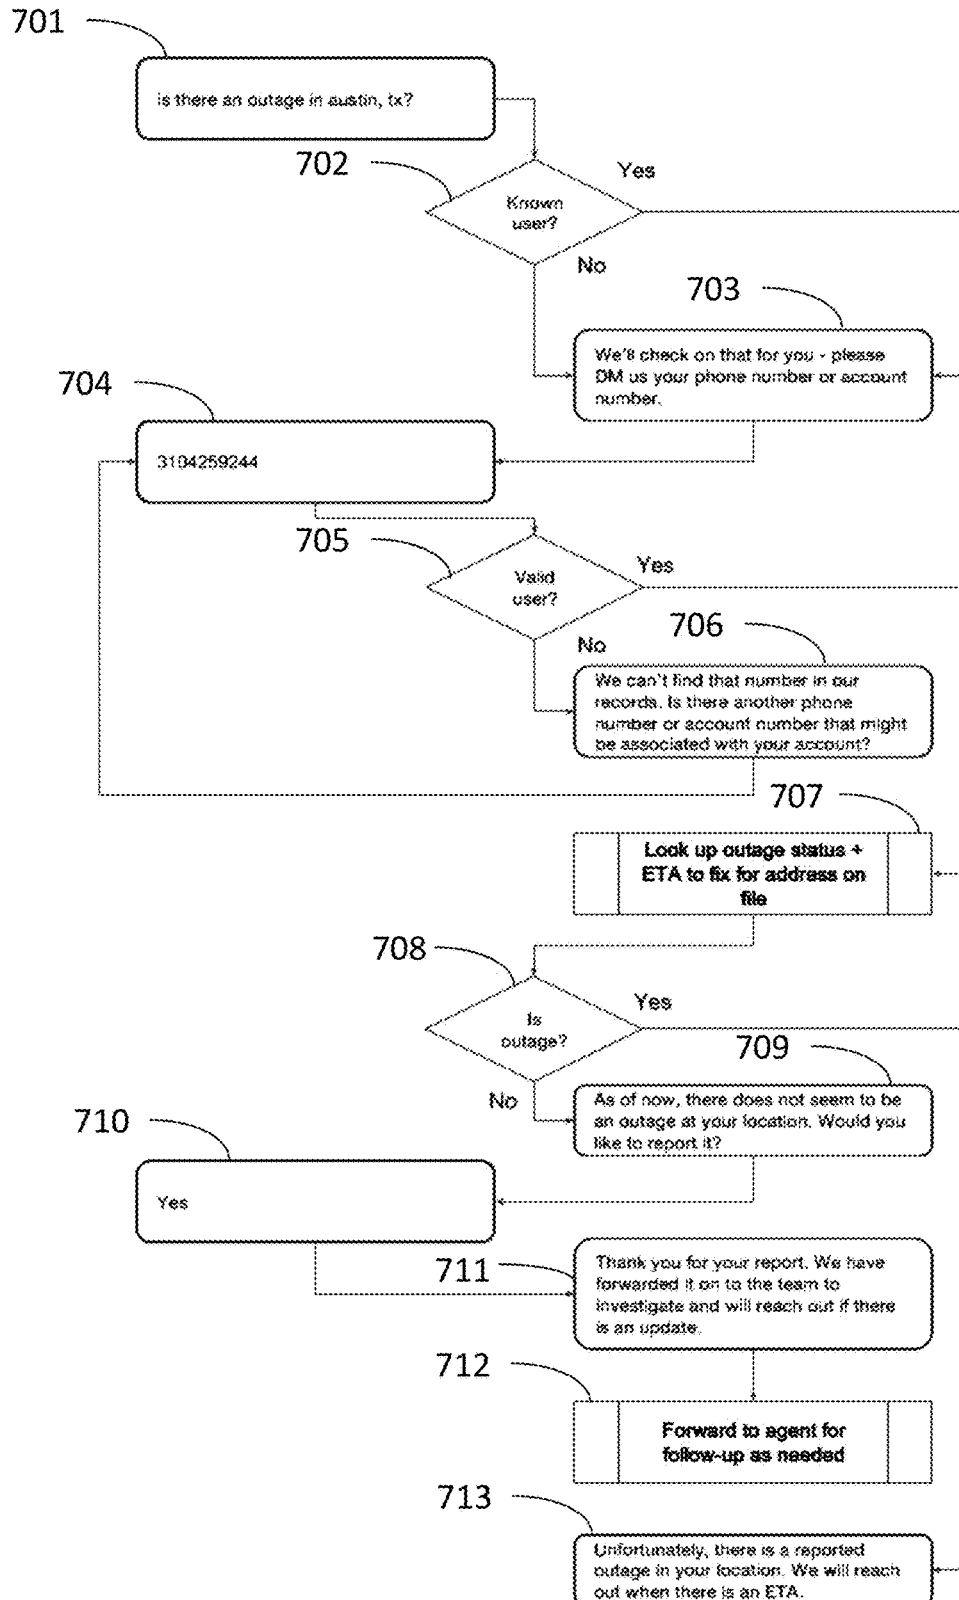 701
is there an outage in austin, tx?
702
Yes
Known
user?
No
703
We'll check on that for you - please
DM us your phone number or account
number.
704
3104259244
705
Yes
Valid
user?
706
No
We can't find that number in our
records. Is there another phone
number or account number that might
be associated with your account?
707
Look up outage status +
ETA to fix for address on
file
708
Yes
Is
outage?
709
No
As of now, there does not seem to be
an outage at your location. Would you
like to report it?
710
Yes
711
Thank you for your report. We have
forwarded it on to the team to
investigate and will reach out if there
is an update.
712
Forward to agent for
follow-up as needed
713
Unfortunately, there is a reported
outage in your location. We will reach
out when there is an ETA.